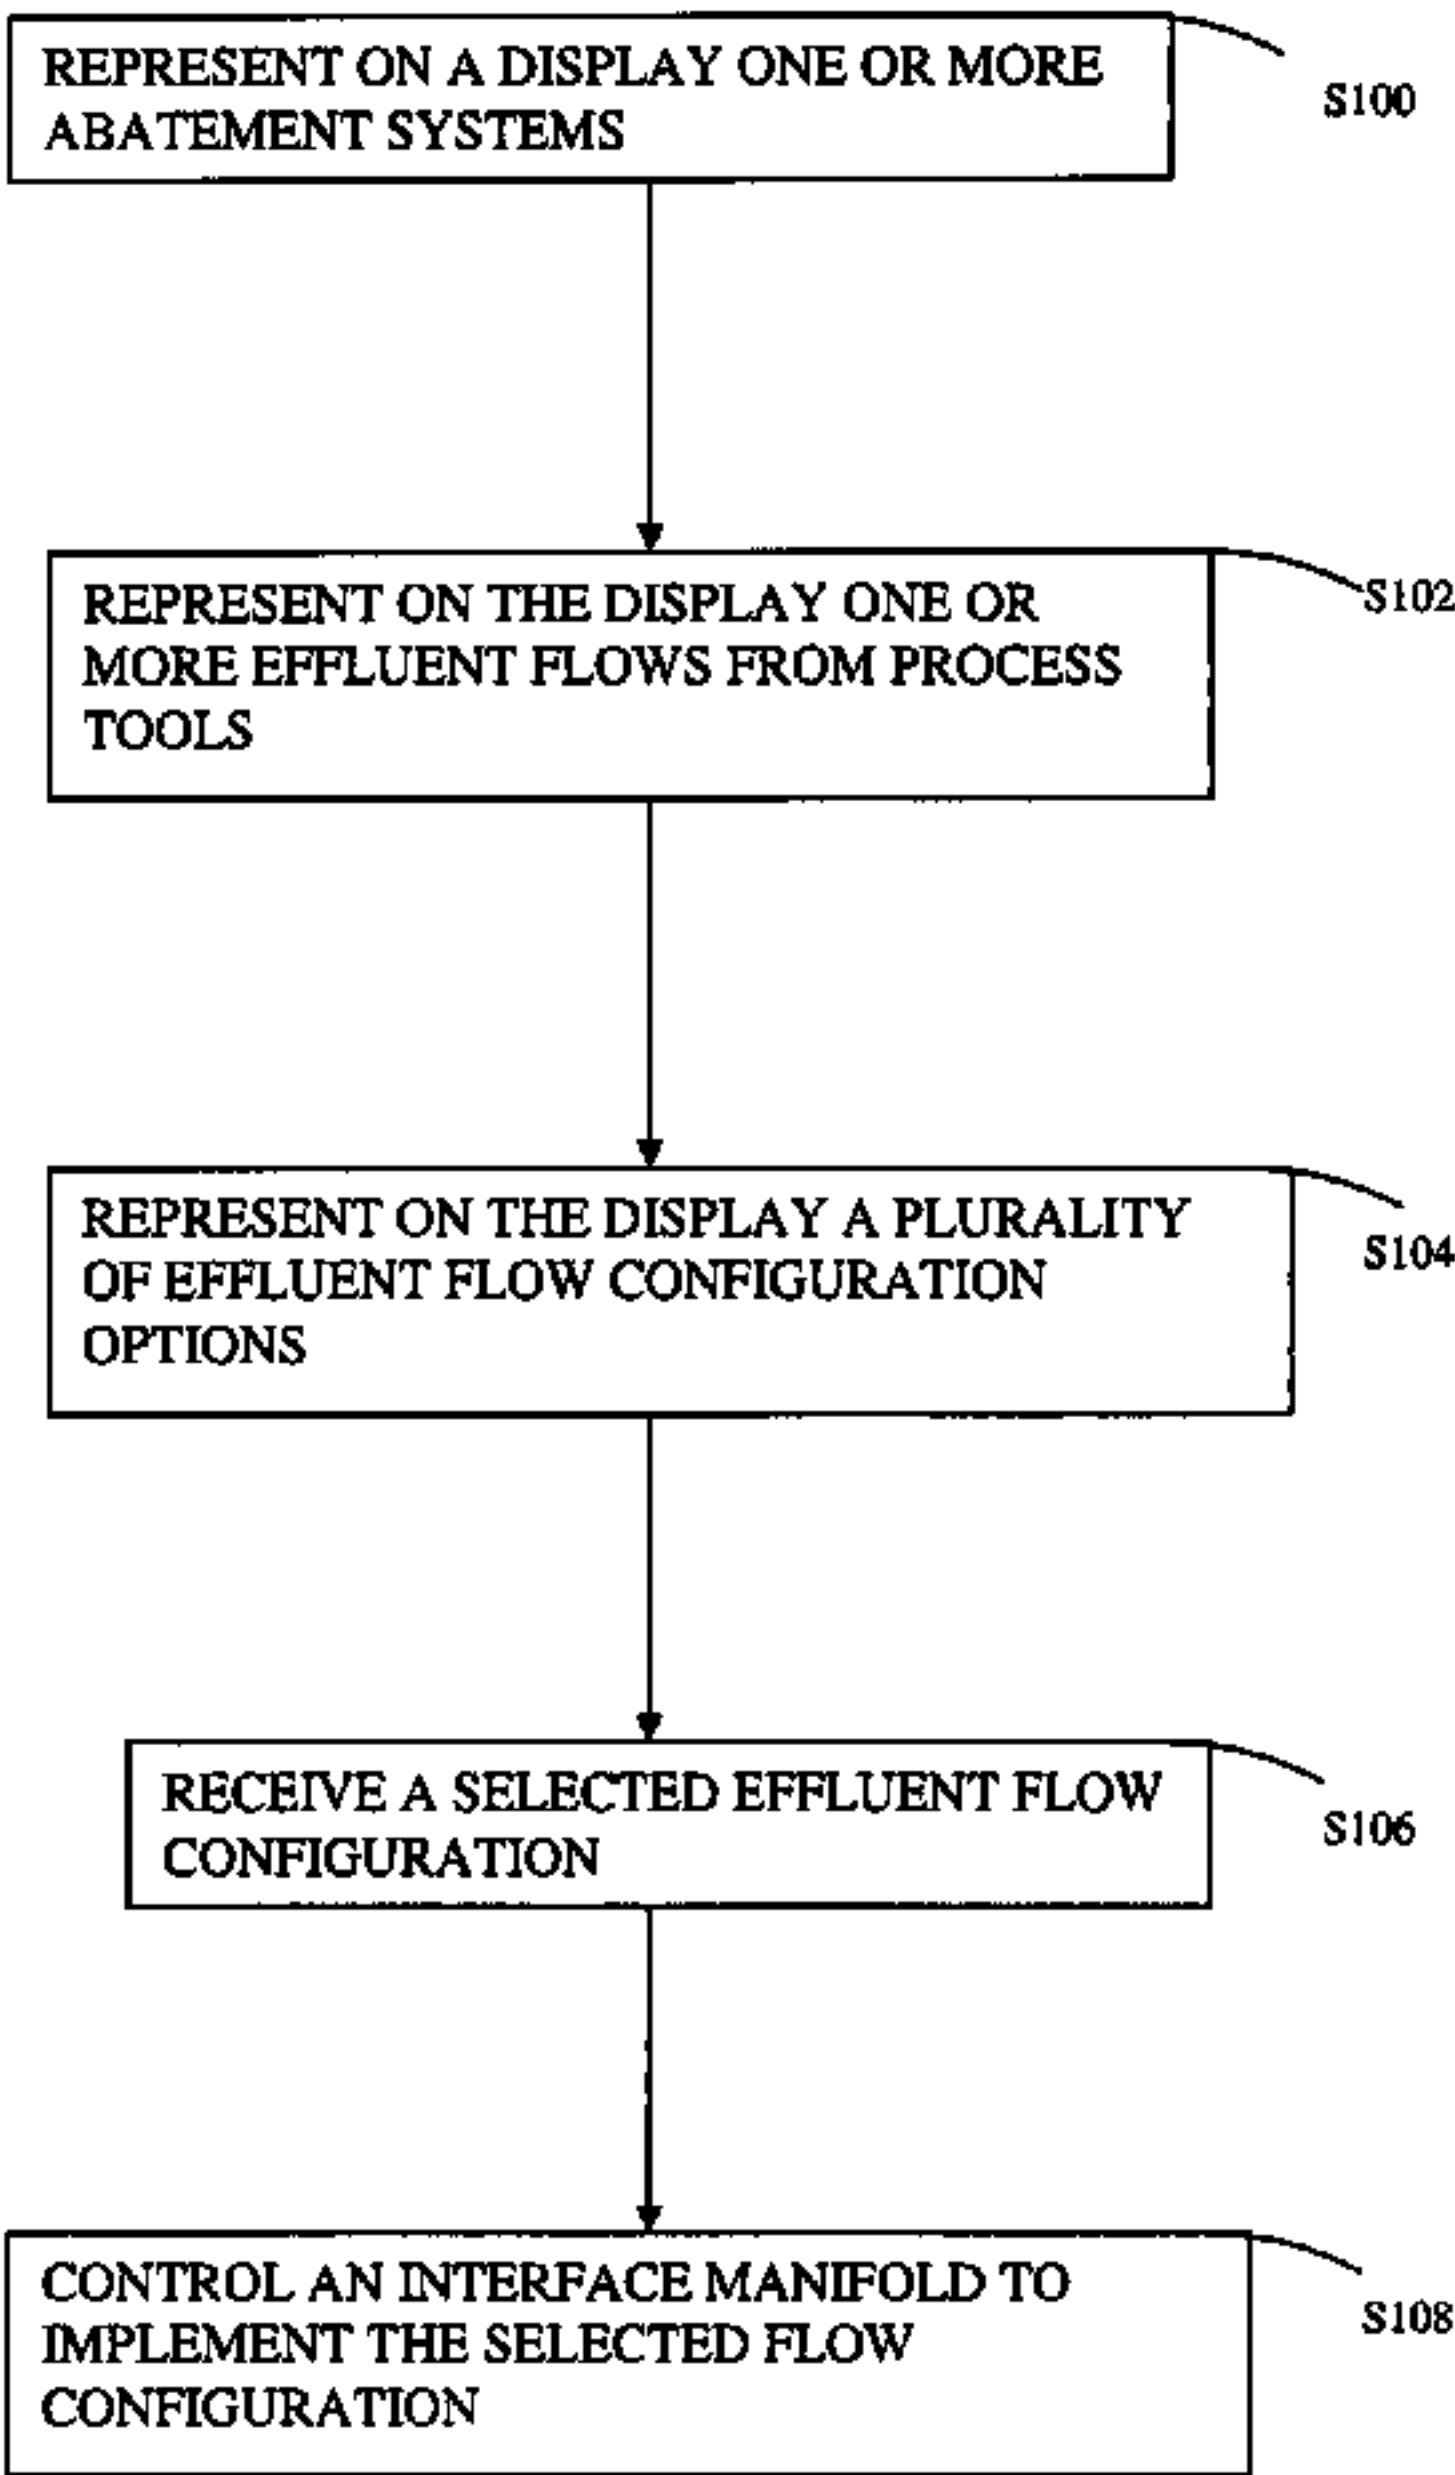 REPRESENT ON A DISPLAY ONE OR MORE
ABATEMENT SYSTEMS
S100
REPRESENT ON THE DISPLAY ONE OR
MORE EFFLUENT FLOWS FROM PROCESS
TOOLS
S102
REPRESENT ON THE DISPLAY A PLURALITY
OF EFFLUENT FLOW CONFIGURATION
OPTIONS
S104
RECEIVE A SELECTED EFFLUENT FLOW
CONFIGURATION
S106
CONTROL AN INTERFACE MANIFOLD TO
IMPLEMENT THE SELECTED FLOW
CONFIGURATION
S108